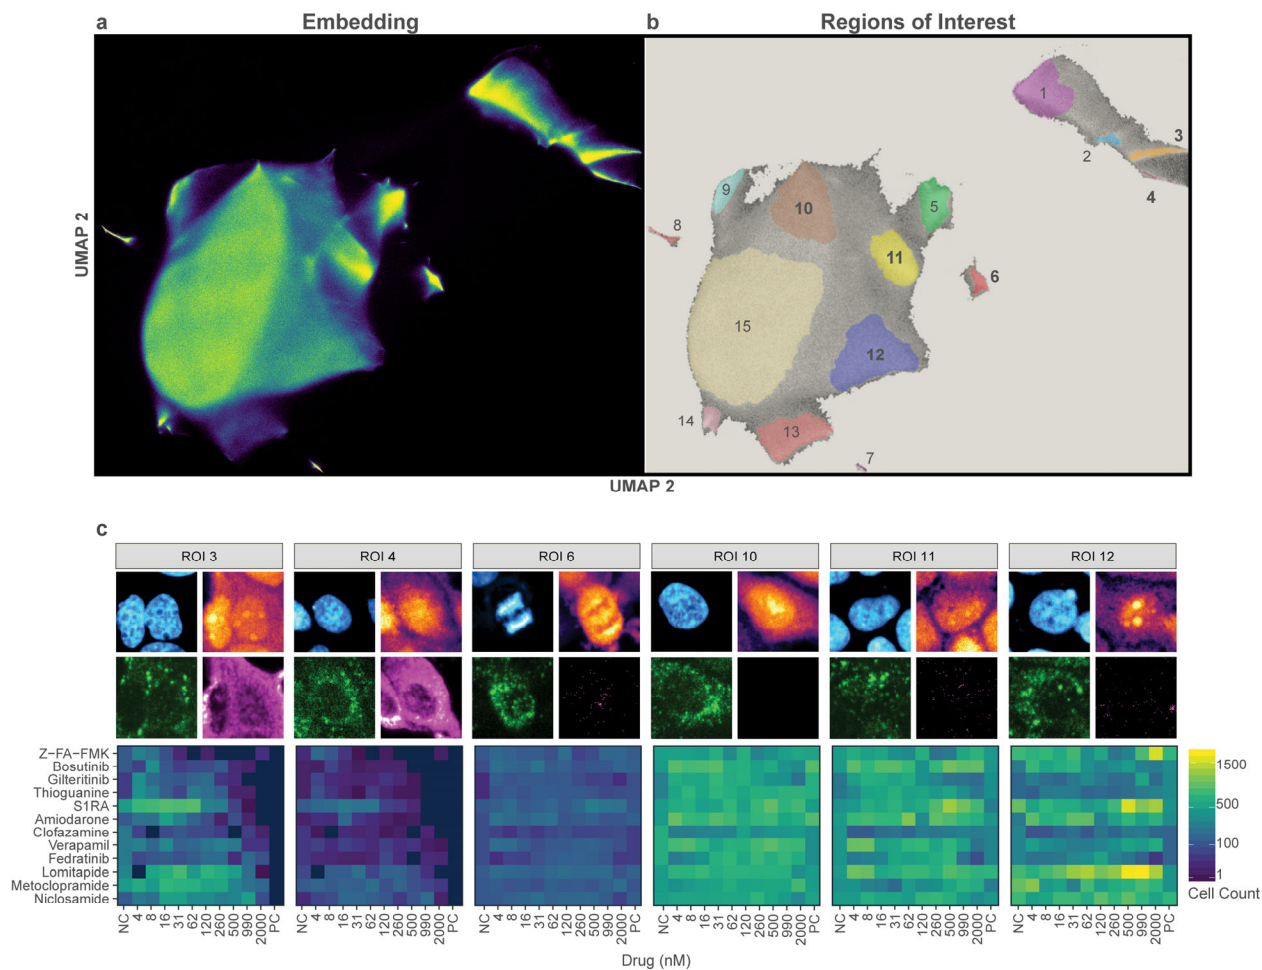 a
Embedding
b
Regions of Interest
UMAP 2
1
2
3
4
5
6
7
8
9
10
11
12
13
14
15
UMAP 2
c
ROI 3
ROI 4
ROI 6
ROI 10
ROI 11
ROI 12
Z-FA-FMK
Bosutinib
Gilteritinib
Thioguanine
S1RA
Amiodarone
Clofazamine
Verapamil
Fedratinib
Lomitapide
Metoclopramide
Niclosamide
1500
500
100
1
Cell Count
NC 4 8 16 31 62 120 260 500 990 2000 PC
NC 4 8 16 31 62 120 260 500 990 2000 PC
NC 4 8 16 31 62 120 260 500 990 2000 PC
NC 4 8 16 31 62 120 260 500 990 2000 PC
NC 4 8 16 31 62 120 260 500 990 2000 PC
NC 4 8 16 31 62 120 260 500 990 2000 PC
Drug (nM)